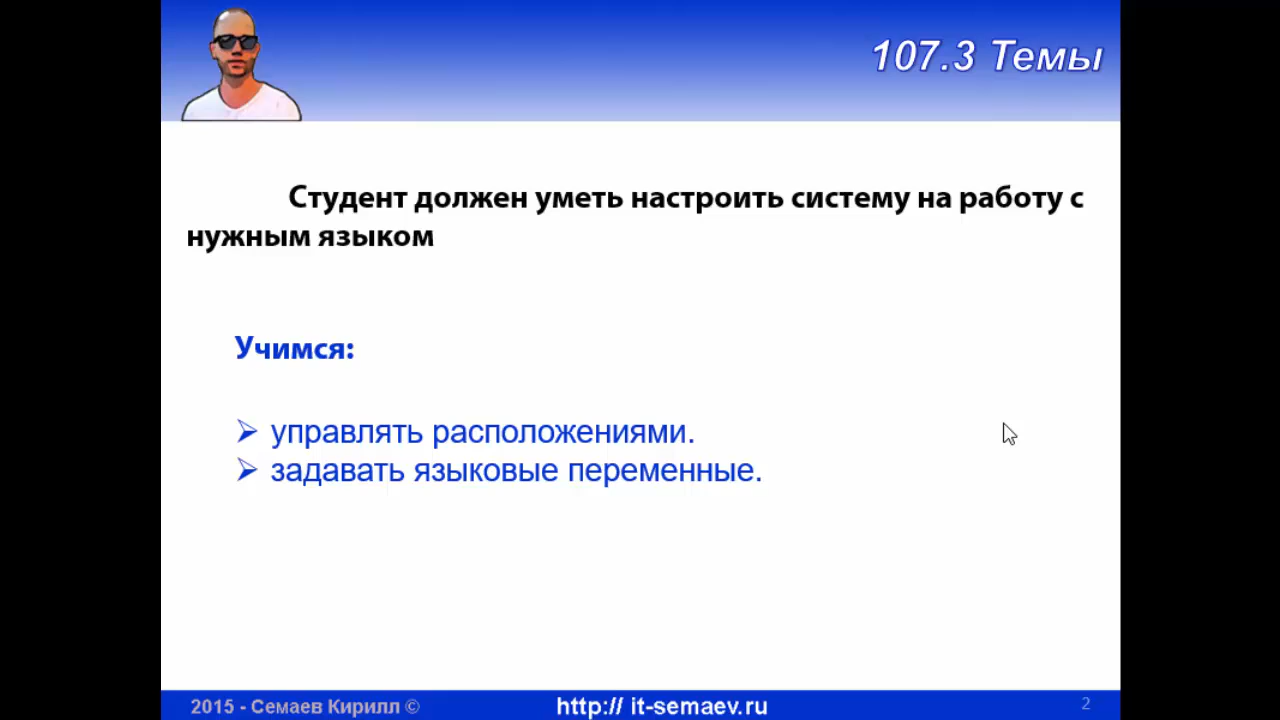 107.3 Темы
Студент должен уметь настроить систему на работу с
нужным языком
Учимся:
управлять расположениями.
задавать языковые переменные.
2015 - Семаев Кирилл © http:// it-semaev.ru 2